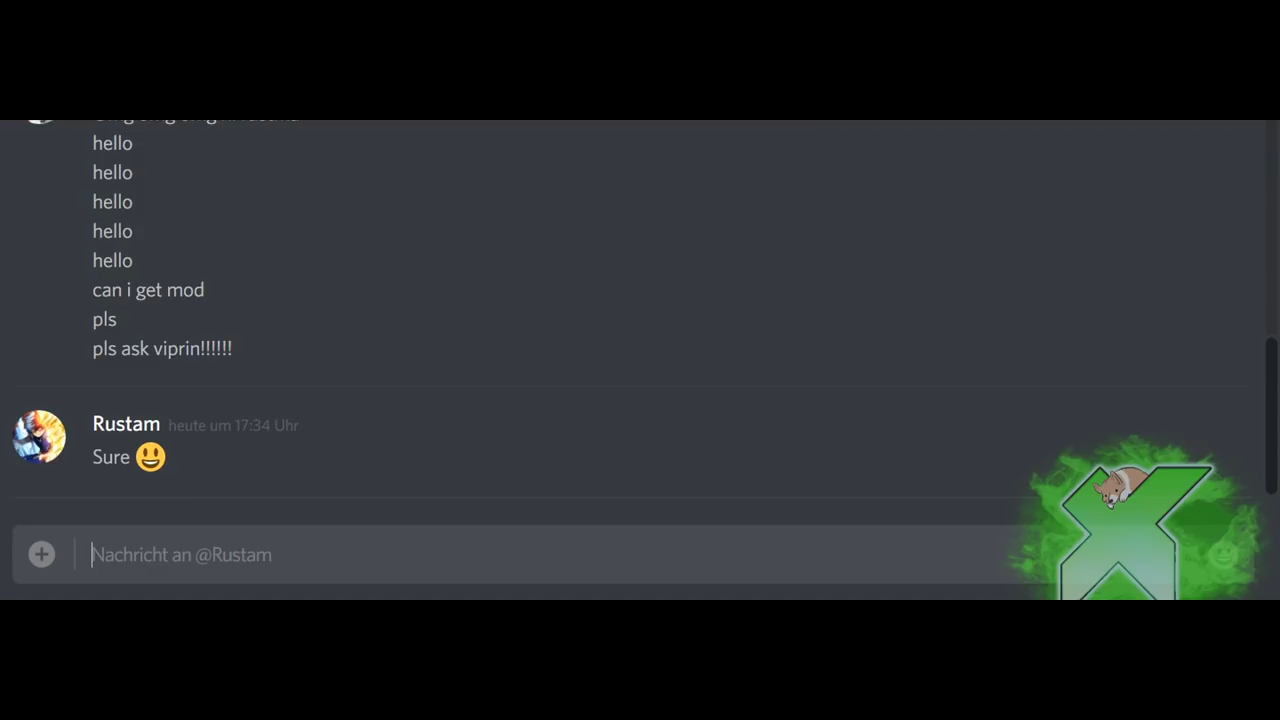 hello
hello
hello
hello
hello
can i get mod
pls
pls ask viprin!!!!!!
Rustam heute um 17:34 Uhr
Sure 😃
Nachricht an @Rustam
X